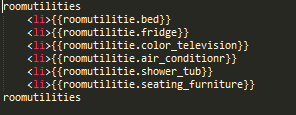 roomutilities
<li>{{roomutilitie.bed}}
<li>{{roomutilitie.fridge}}
<li>{{roomutilitie.color_television}}
<li>{{roomutilitie.air_conditionr}}
<li>{{roomutilitie.shower_tub}}
<li>{{roomutilitie.seating_furniture}}
roomutilities